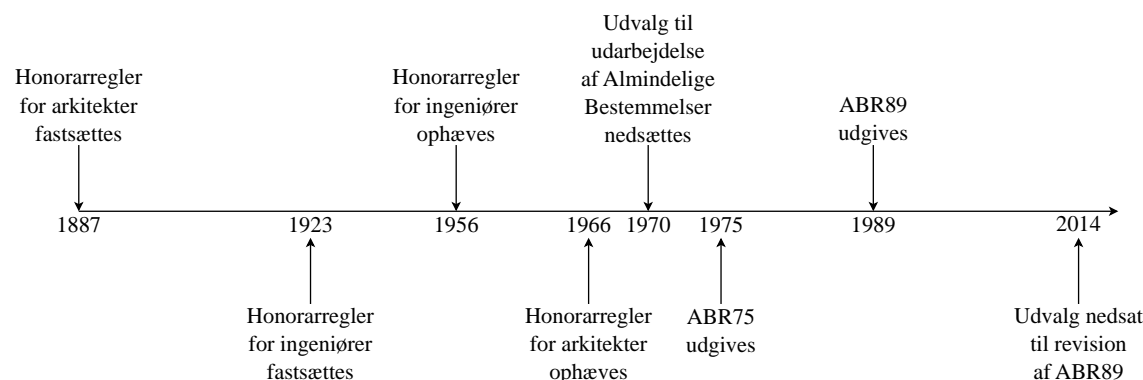 Honorarregler
for arkitekter
fastsættes
Honorarregler
for ingeniører
ophæves
Udvalg til
udarbejdelse
af Almindelige
Bestemmelser
nedsættes
ABR89
udgives
1887
1923
1956
1966
1970
1975
1989
2014
Honorarregler
for ingeniører
fastsættes
Honorarregler
for arkitekter
ophæves
ABR75
udgives
Udvalg nedsat
til revision
af ABR89